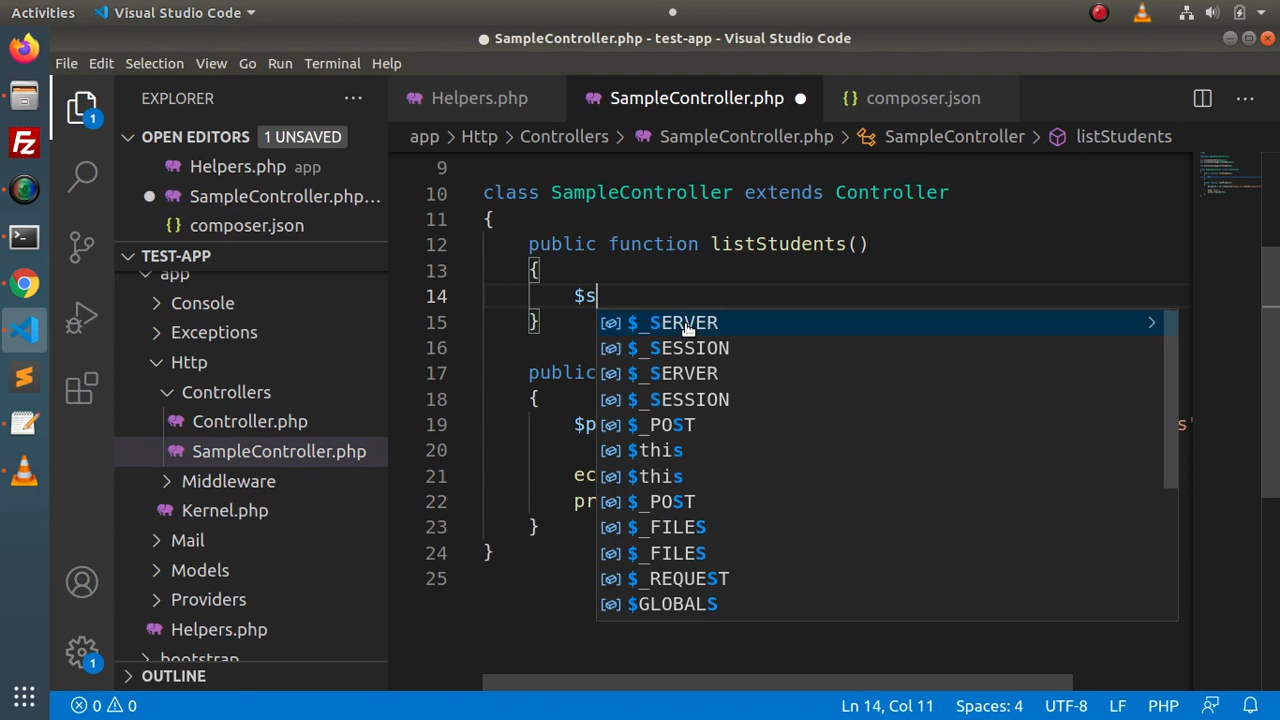 Activities Visual Studio Code
SampleController.php - test-app - Visual Studio Code
File Edit Selection View Go Run Terminal Help
EXPLORER
Helpers.php SampleController.php composer.json
1
OPEN EDITORS 1 UNSAVED
app Http Controllers SampleController.php SampleController listStudents
Helpers.php app
SampleController.php...
composer.json
TEST-APP
app
Console
Exceptions
Http
Controllers
Controller.php
SampleController.php
Middleware
Kernel.php
Mail
Models
Providers
Helpers.php
bootstrap
OUTLINE
1
9
10 class SampleController extends Controller
11 {
12 public function listStudents()
13 {
14 $s
15 }
16
17 public
18 {
19 $p s'
20
21 ec
22 pr
23 }
24 }
25
$_SERVER
$_SESSION
$_SERVER
$_SESSION
$_POST
$this
$this
$_POST
$_FILES
$_FILES
$_REQUEST
$GLOBALS
0 0 Ln 14, Col 11 Spaces: 4 UTF-8 LF PHP